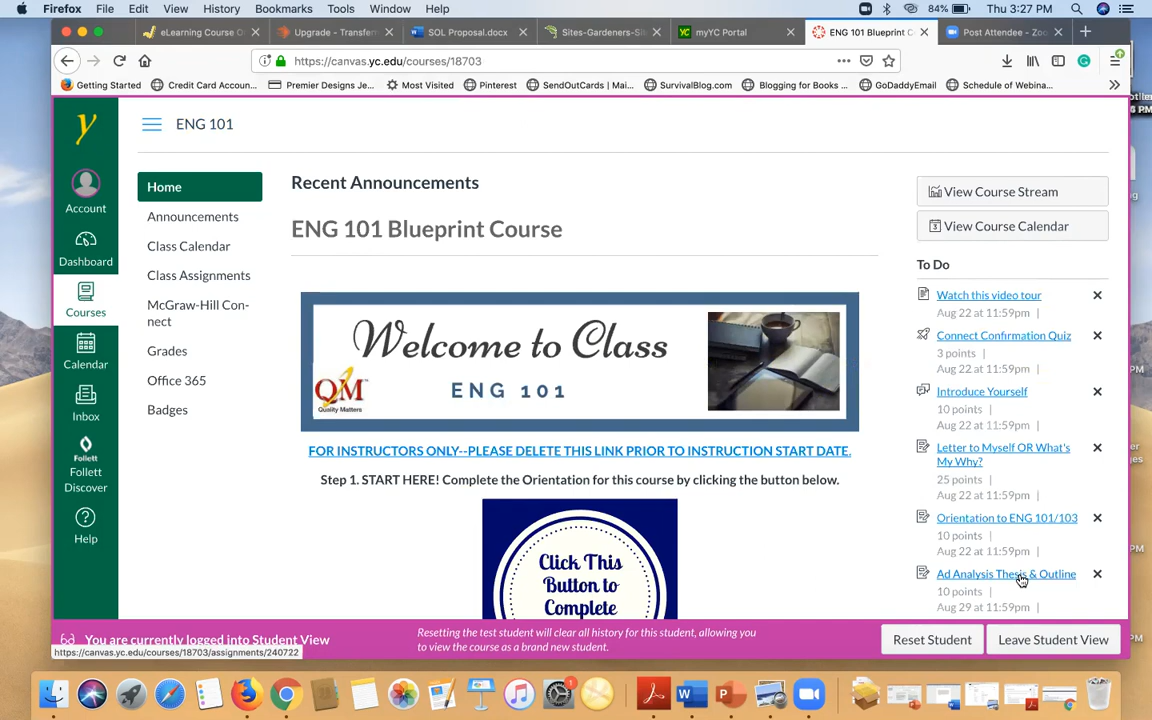 Firefox File Edit View History Bookmarks Tools Window Help 84% Thu 3:27 PM
eLearning Course O Upgrade - Transfer SOL Proposal.docx Sites-Gardeners-Si myYC Portal ENG 101 Blueprint C Post Attendee - Zoo
https://canvas.yc.edu/courses/18703
Getting Started Credit Card Accoun... Premier Designs Je... Most Visited Pinterest SendOutCards | Mai... SurvivalBlog.com Blogging for Books ... GoDaddyEmail Schedule of Webina...
y
ENG 101
Account
Dashboard
Courses
Calendar
Inbox
Follett
Follett
Discover
Help
Home
Announcements
Class Calendar
Class Assignments
McGraw-Hill Con-
nect
Grades
Office 365
Badges
Recent Announcements
ENG 101 Blueprint Course
Welcome to Class
ENG 101
QM
Quality Matters
FOR INSTRUCTORS ONLY--PLEASE DELETE THIS LINK PRIOR TO INSTRUCTION START DATE.
Step 1. START HERE! Complete the Orientation for this course by clicking the button below.
Click This
Button to
Complete
View Course Stream
View Course Calendar
To Do
Watch this video tour
Aug 22 at 11:59pm |
Connect Confirmation Quiz
3 points |
Aug 22 at 11:59pm |
Introduce Yourself
10 points |
Aug 22 at 11:59pm |
Letter to Myself OR What's
My Why?
25 points |
Aug 22 at 11:59pm |
Orientation to ENG 101/103
10 points |
Aug 22 at 11:59pm |
Ad Analysis Thesis & Outline
10 points |
Aug 29 at 11:59pm |
You are currently logged into Student View
Resetting the test student will clear all history for this student, allowing you
to view the course as a brand new student.
Reset Student
Leave Student View
https://canvas.yc.edu/courses/18703/assignments/240722